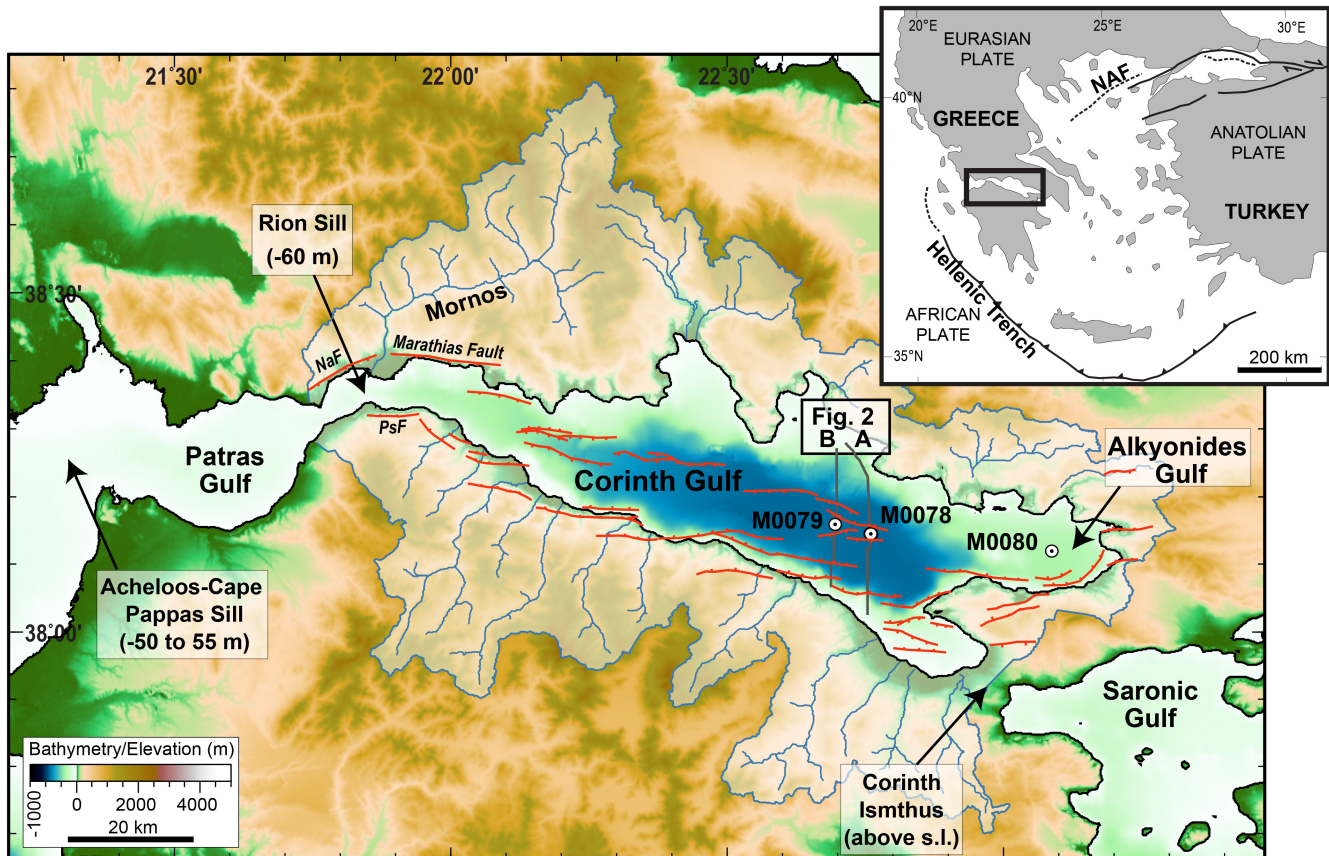 21°30'
22°00'
22°30'
38°30'
38°00'
Rion Sill
(-60 m)
Mornos
NaF
Marathias Fault
PsF
Patras
Gulf
Corinth Gulf
Fig. 2
B A
M0079
M0078
M0080
Alkyonides
Gulf
Acheloos-Cape
Pappas Sill
(-50 to 55 m)
Saronic
Gulf
Corinth
Ismthus
(above s.l.)
Bathymetry/Elevation (m)
-1000
0
2000
4000
20 km
20°E
25°E
30°E
EURASIAN
PLATE
NAF
40°N
GREECE
ANATOLIAN
PLATE
TURKEY
Hellenic Trench
AFRICAN
PLATE
35°N
200 km